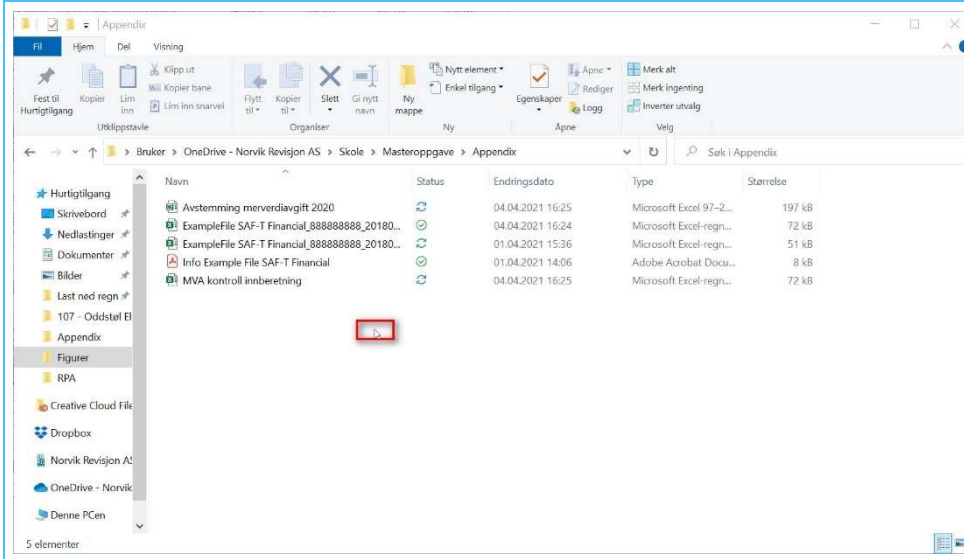 Appendix
Fil Hjem Del Visning
Fest til Hurtigtilgang
Kopier
Lim inn
Klipp ut
Kopier bane
Lim inn snarvei
Utklippstavle
Flytt til
Kopier til
Slett
Gi nytt navn
Organiser
Ny mappe
Nytt element
Enkel tilgang
Ny
Egenskaper
Åpne
Rediger
Logg
Åpne
Merk alt
Merk ingenting
Inverter utvalg
Velg
Bruker > OneDrive - Norvik Revisjon AS > Skole > Masteroppgave > Appendix
Søk i Appendix
Hurtigtilgang
Skrivebord
Nedlastinger
Dokumenter
Bilder
Last ned regn
107 - Oddstøl El
Appendix
Figurer
RPA
Creative Cloud File
Dropbox
Norvik Revisjon AS
OneDrive - Norvik
Denne PCen
Navn Status Endringsdato Type Størrelse
Avstemming merverdiavgift 2020 04.04.2021 16:25 Microsoft Excel 97-2... 197 kB
ExampleFile SAF-T Financial_888888888_20180... 04.04.2021 16:24 Microsoft Excel-regn... 72 kB
ExampleFile SAF-T Financial_888888888_20180... 01.04.2021 15:36 Microsoft Excel-regn... 51 kB
Info Example File SAF-T Financial 01.04.2021 14:06 Adobe Acrobat Docu... 8 kB
MVA kontroll innberetning 04.04.2021 16:25 Microsoft Excel-regn... 72 kB
5 elementer